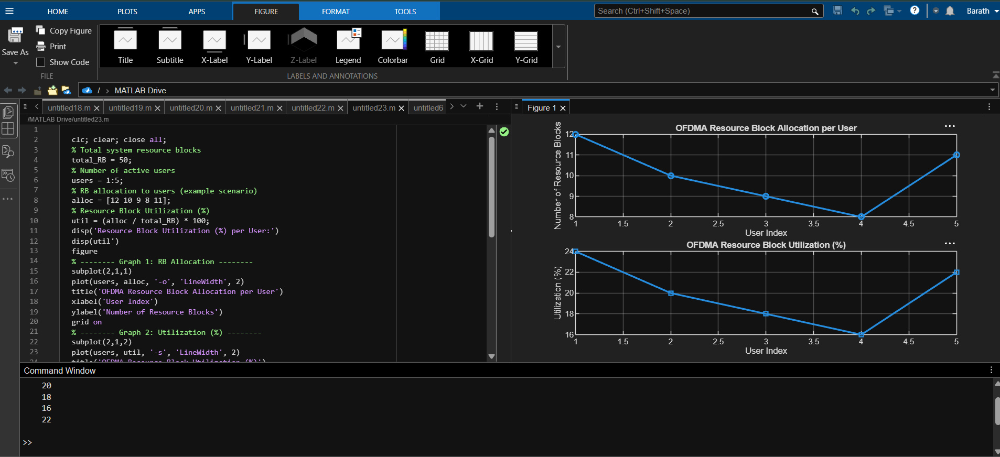 HOME PLOTS APPS FIGURE FORMAT TOOLS Search (Ctrl+Shift+Space) Barath
Save As
Copy Figure
Print
Show Code
FILE
Title Subtitle X-Label Y-Label Z-Label Legend Colorbar Grid X-Grid Y-Grid
LABELS AND ANNOTATIONS
/ › MATLAB Drive
untitled18.m untitled19.m untitled20.m untitled21.m untitled22.m untitled23.m untitled6
/MATLAB Drive/untitled23.m
1
2 clc; clear; close all;
3 % Total system resource blocks
4 total_RB = 50;
5 % Number of active users
6 users = 1:5;
7 % RB allocation to users (example scenario)
8 alloc = [12 10 9 8 11];
9 % Resource Block Utilization (%)
10 util = (alloc / total_RB) * 100;
11 disp('Resource Block Utilization (%) per User:')
12 disp(util')
13 figure
14 % -------- Graph 1: RB Allocation --------
15 subplot(2,1,1)
16 plot(users, alloc, '-o', 'LineWidth', 2)
17 title('OFDMA Resource Block Allocation per User')
18 xlabel('User Index')
19 ylabel('Number of Resource Blocks')
20 grid on
21 % -------- Graph 2: Utilization (%) --------
22 subplot(2,1,2)
23 plot(users, util, '-s', 'LineWidth', 2)
24 title('OFDMA Resource Block Utilization (%)')
Figure 1
OFDMA Resource Block Allocation per User
Number of Resource Blocks
12
11
10
9
8
1 1.5 2 2.5 3 3.5 4 4.5 5
User Index
OFDMA Resource Block Utilization (%)
Utilization (%)
24
22
20
18
16
1 1.5 2 2.5 3 3.5 4 4.5 5
User Index
Command Window
20
18
16
22
>>